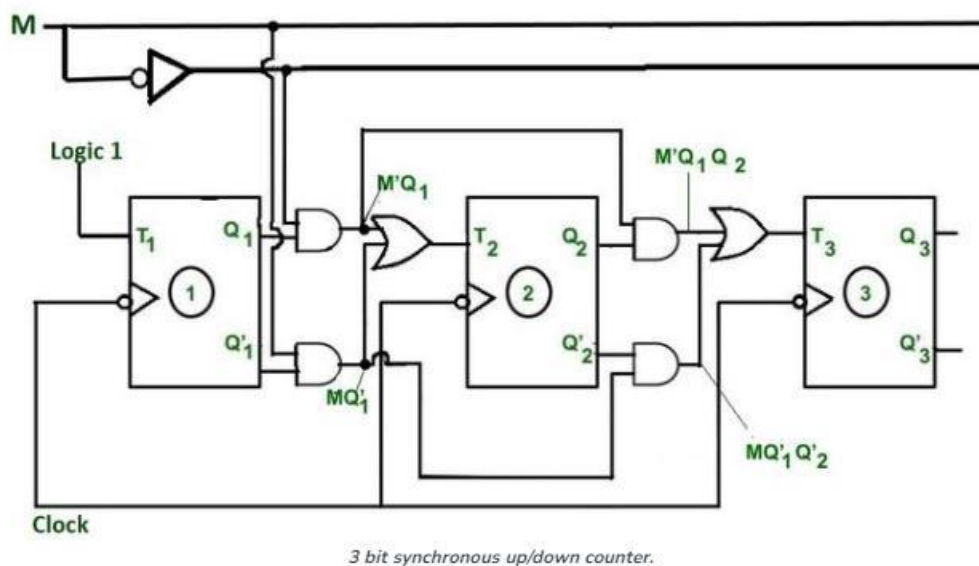 M
Logic 1
M'Q1
M'Q1 Q2
T1
Q1
T2
Q2
T3
Q3
1
2
3
Q'1
Q'2
Q'3
MQ'1
MQ'1Q'2
Clock
3 bit synchronous up/down counter.